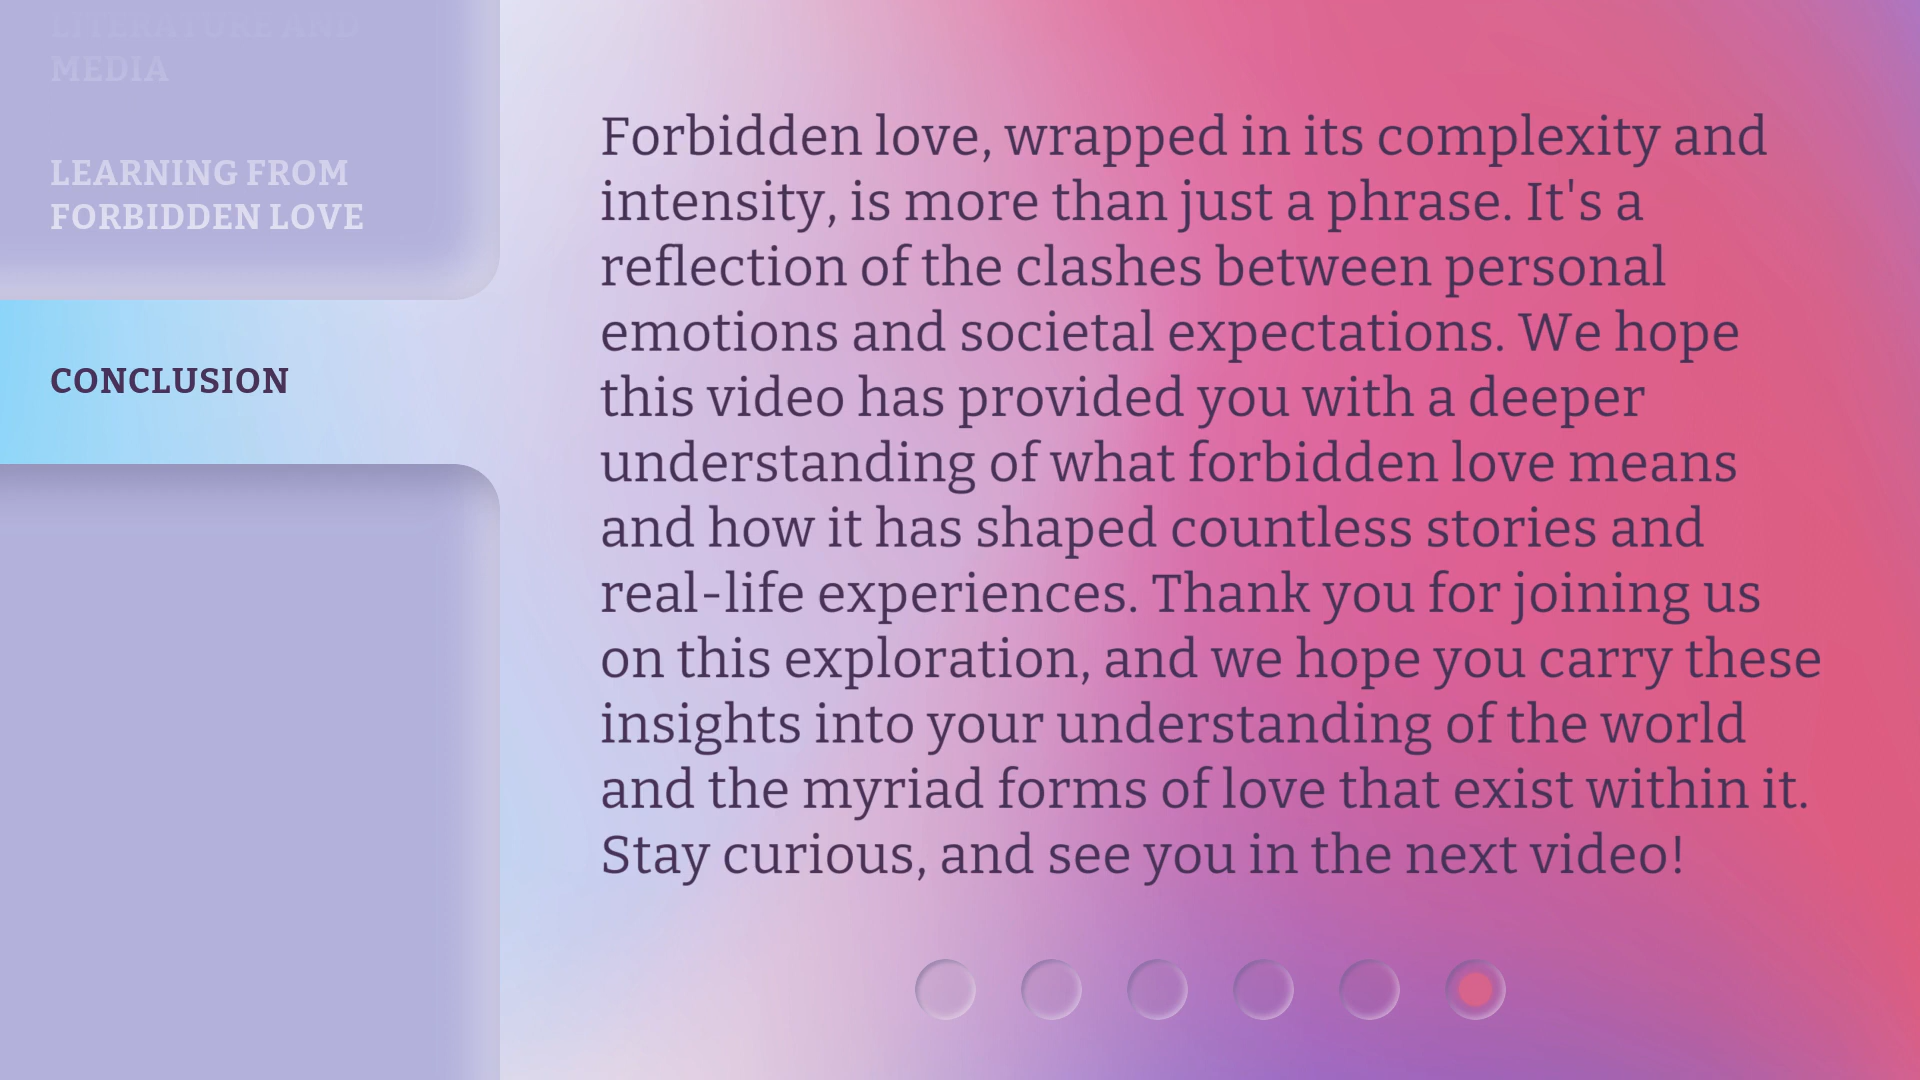 LITERATURE AND
MEDIA
LEARNING FROM
FORBIDDEN LOVE
CONCLUSION
Forbidden love, wrapped in its complexity and
intensity, is more than just a phrase. It's a
reflection of the clashes between personal
emotions and societal expectations. We hope
this video has provided you with a deeper
understanding of what forbidden love means
and how it has shaped countless stories and
real-life experiences. Thank you for joining us
on this exploration, and we hope you carry these
insights into your understanding of the world
and the myriad forms of love that exist within it.
Stay curious, and see you in the next video!